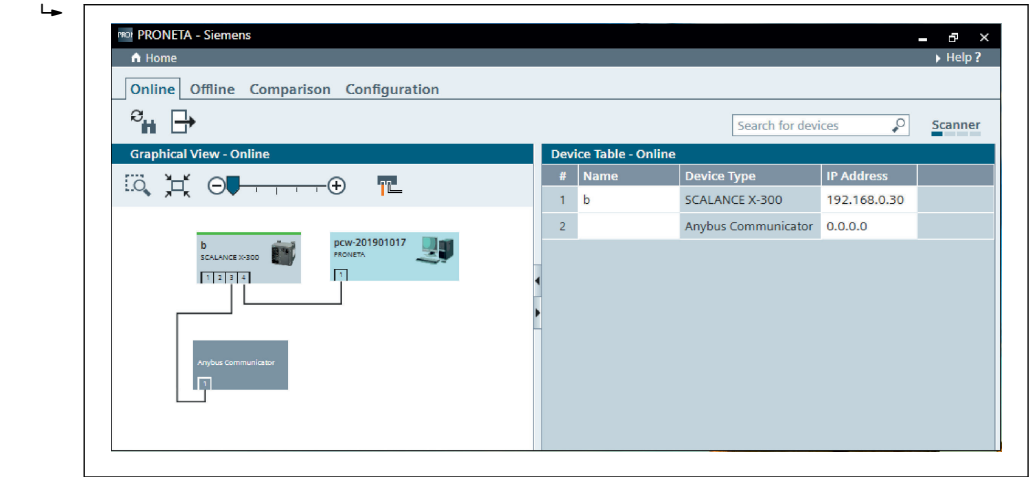 PRONETA - Siemens
Home
Help ?
Online Offline Comparison Configuration
Search for devices
Scanner
Graphical View - Online
Device Table - Online
# Name Device Type IP Address
1 b SCALANCE X-300 192.168.0.30
2 Anybus Communicator 0.0.0.0
b
SCALANCE X-300
1 2 3 4
pcw-201901017
PRONETA
1
Anybus Communicator
1